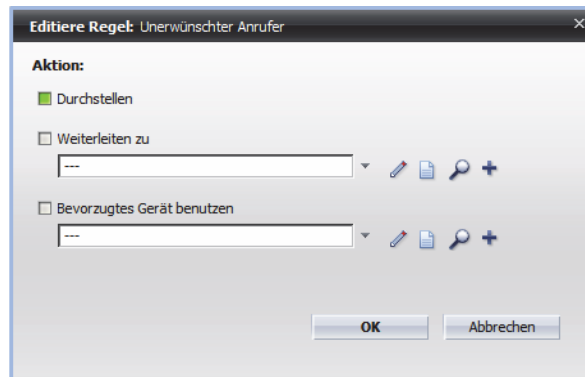 Editiere Regel: Unerwünschter Anrufer
Aktion:
Durchstellen
Weiterleiten zu
---
Bevorzugtes Gerät benutzen
---
OK Abbrechen